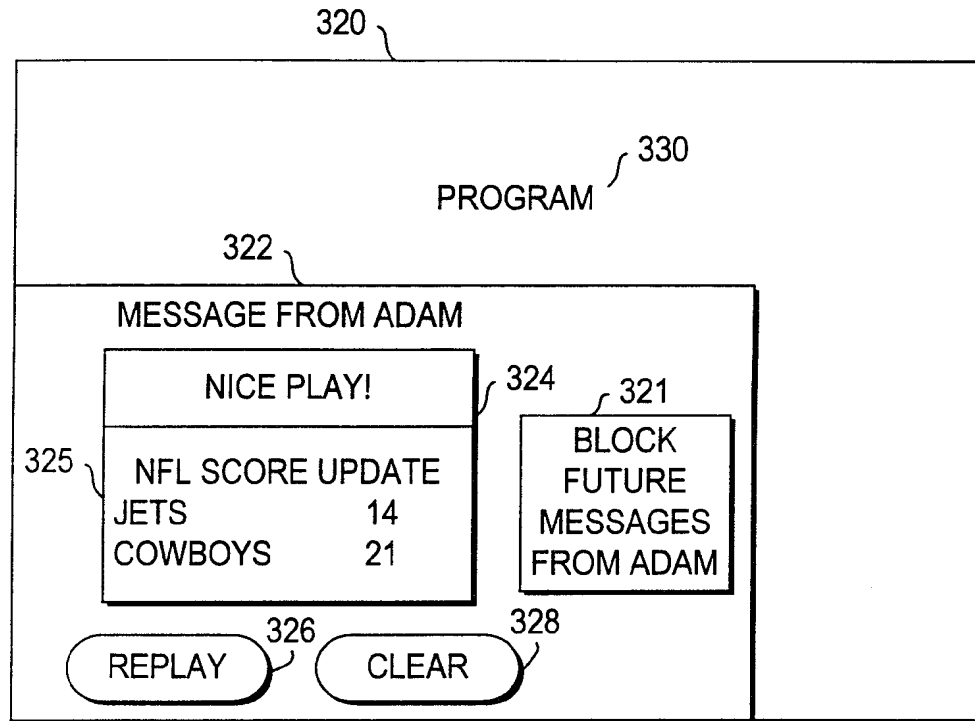 320
330
PROGRAM
322
MESSAGE FROM ADAM
NICE PLAY!
324
321
325
NFL SCORE UPDATE
JETS 14
COWBOYS 21
BLOCK
FUTURE
MESSAGES
FROM ADAM
REPLAY
326
CLEAR
328